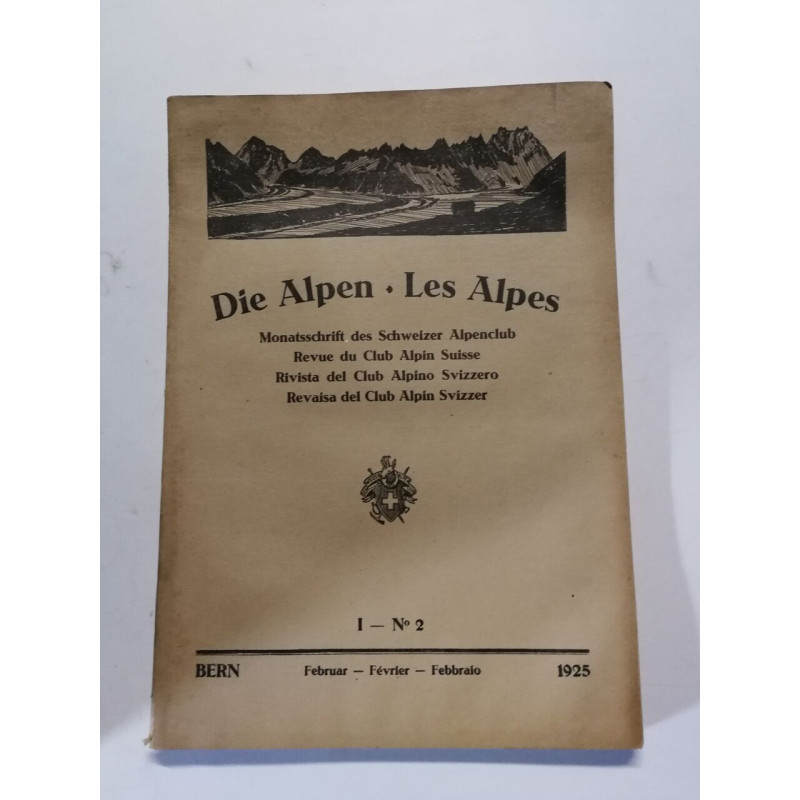 Die Alpen • Les Alpes
Monatsschrift des Schweizer Alpenclub
Revue du Club Alpin Suisse
Rivista del Club Alpino Svizzero
Revaisa del Club Alpin Svizzer
I — Nº 2
BERN Februar — Février — Febbraio 1925